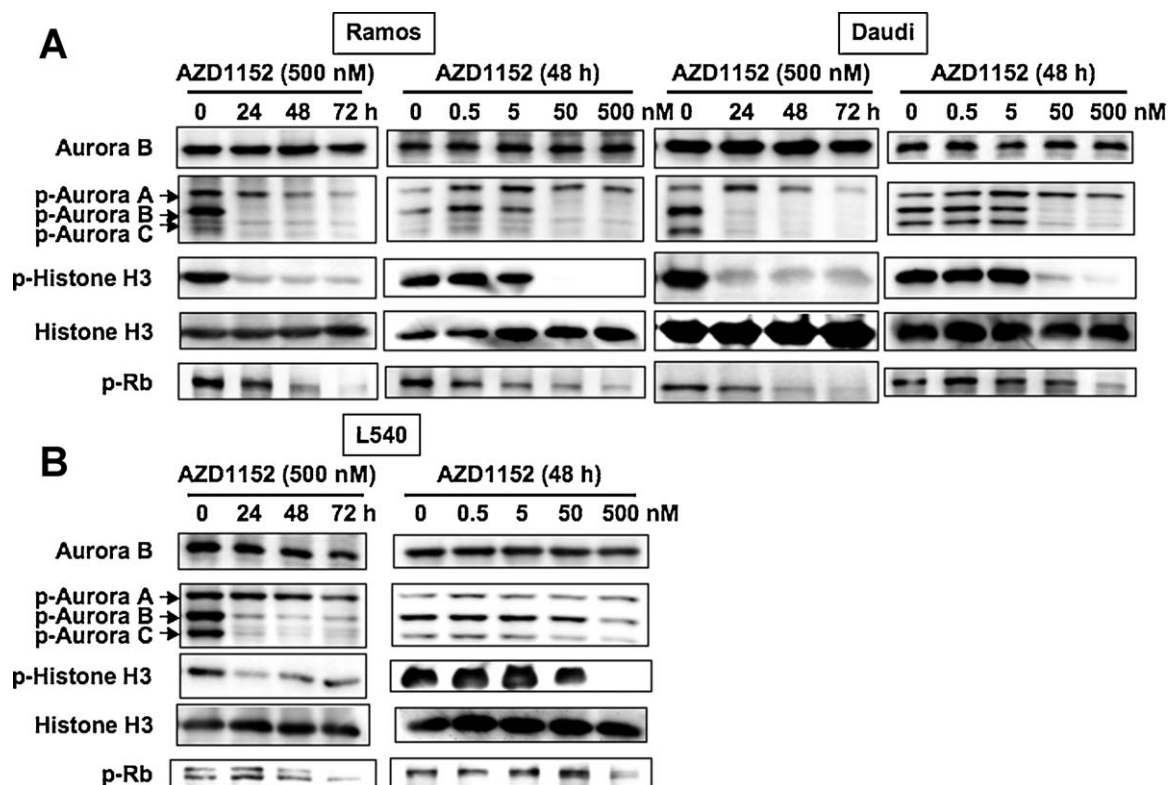 A
Ramos
Daudi
AZD1152 (500 nM) AZD1152 (48 h) AZD1152 (500 nM) AZD1152 (48 h)
0 24 48 72 h 0 0.5 5 50 500 nM 0 24 48 72 h 0 0.5 5 50 500 nM
Aurora B
p-Aurora A
p-Aurora B
p-Aurora C
p-Histone H3
Histone H3
p-Rb
B
L540
AZD1152 (500 nM) AZD1152 (48 h)
0 24 48 72 h 0 0.5 5 50 500 nM
Aurora B
p-Aurora A
p-Aurora B
p-Aurora C
p-Histone H3
Histone H3
p-Rb